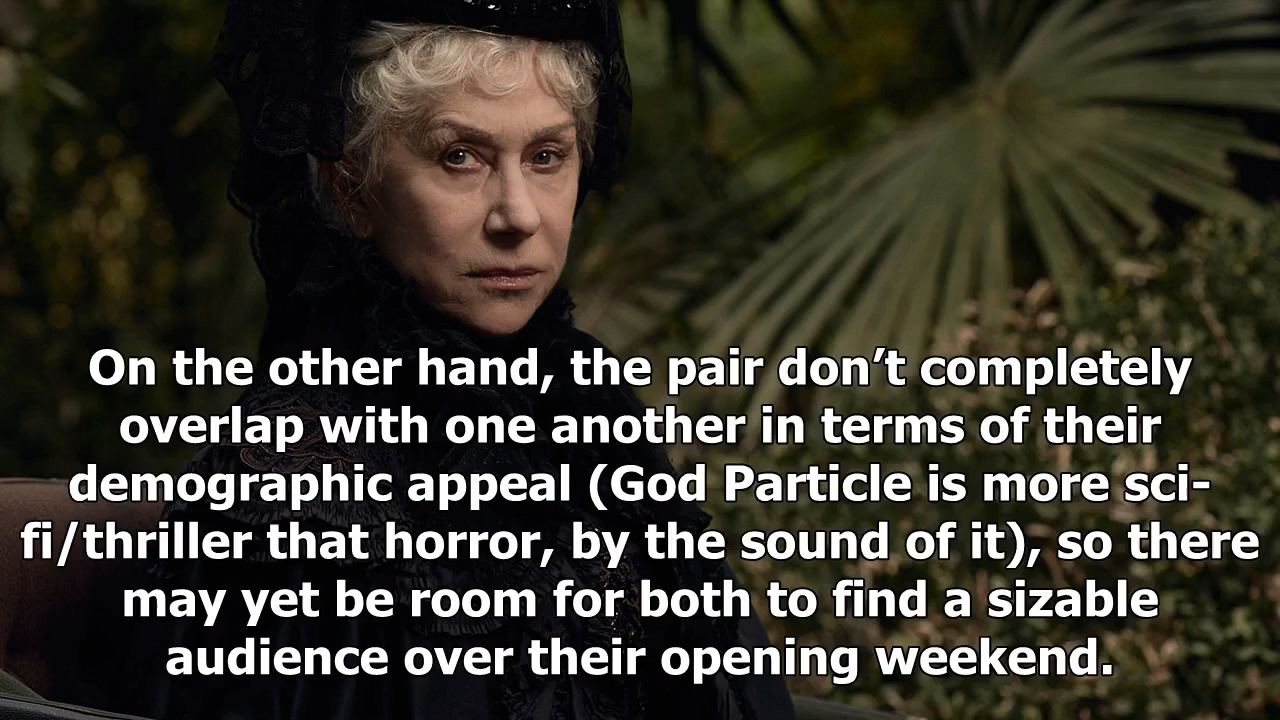 On the other hand, the pair don’t completely
overlap with one another in terms of their
demographic appeal (God Particle is more sci-
fi/thriller that horror, by the sound of it), so there
may yet be room for both to find a sizable
audience over their opening weekend.